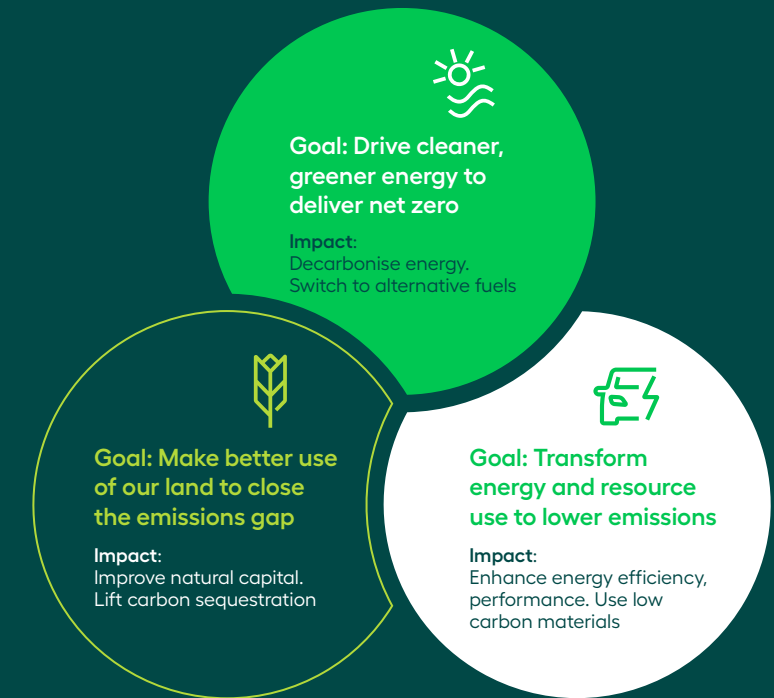 Goal: Drive cleaner,
greener energy to
deliver net zero
Impact:
Decarbonise energy.
Switch to alternative fuels
Goal: Make better use
of our land to close
the emissions gap
Impact:
Improve natural capital.
Lift carbon sequestration
Goal: Transform
energy and resource
use to lower emissions
Impact:
Enhance energy efficiency,
performance. Use low
carbon materials